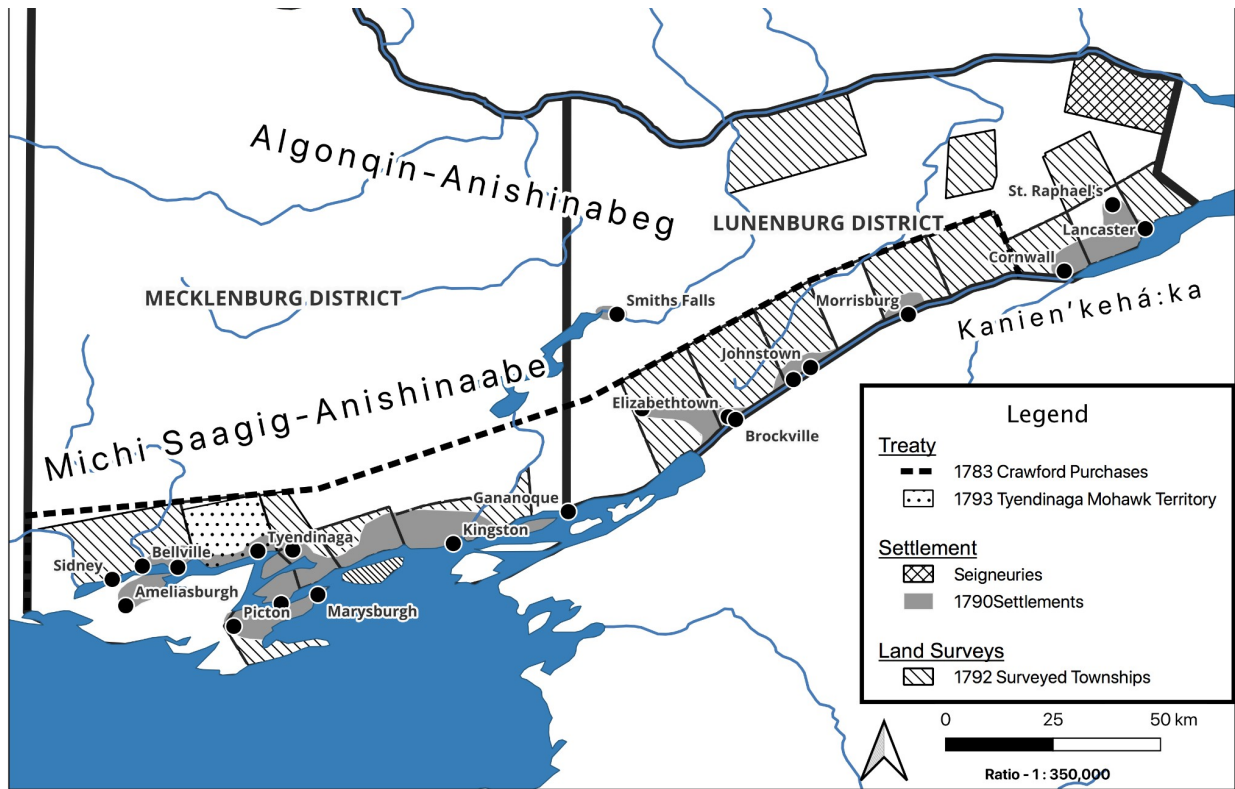 Algonqin-Anishinabeg
St. Raphael's
LUNENBURG DISTRICT
Lancaster
Cornwall
MECKLENBURG DISTRICT
Smiths Falls
Morrisburg
Kanien'kehá:ka
Johnstown
Michi Saagig-Anishinaabe
Elizabethtown
Brockville
Gananoque
Kingston
Tyendinaga
Bellville
Sidney
Ameliasburgh
Picton
Marysburgh
Legend
Treaty
1783 Crawford Purchases
1793 Tyendinaga Mohawk Territory
Settlement
Seigneuries
1790Settlements
Land Surveys
1792 Surveyed Townships
0 25 50 km
Ratio - 1 : 350,000